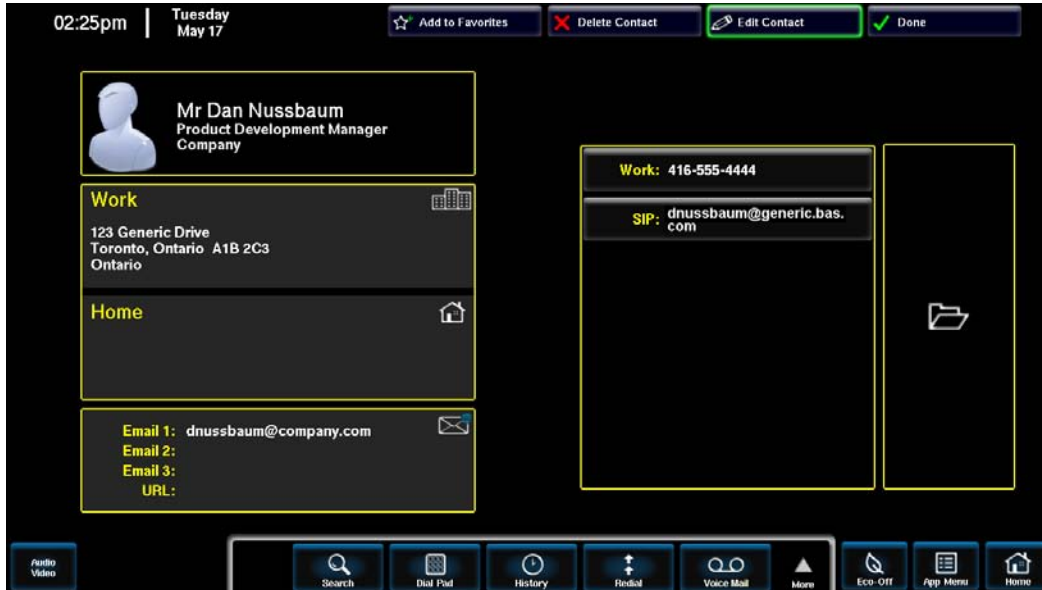 02:25pm
Tuesday
May 17
Add to Favorites
Delete Contact
Edit Contact
Done
Mr Dan Nussbaum
Product Development Manager
Company
Work
123 Generic Drive
Toronto, Ontario A1B 2C3
Ontario
Home
Email 1: dnussbaum@company.com
Email 2:
Email 3:
URL:
Work: 416-555-4444
SIP: dnussbaum@generic.bas.
com
Audio
Video
Search
Dial Pad
History
Redial
Voice Mail
More
Eco-Off
App Menu
Home